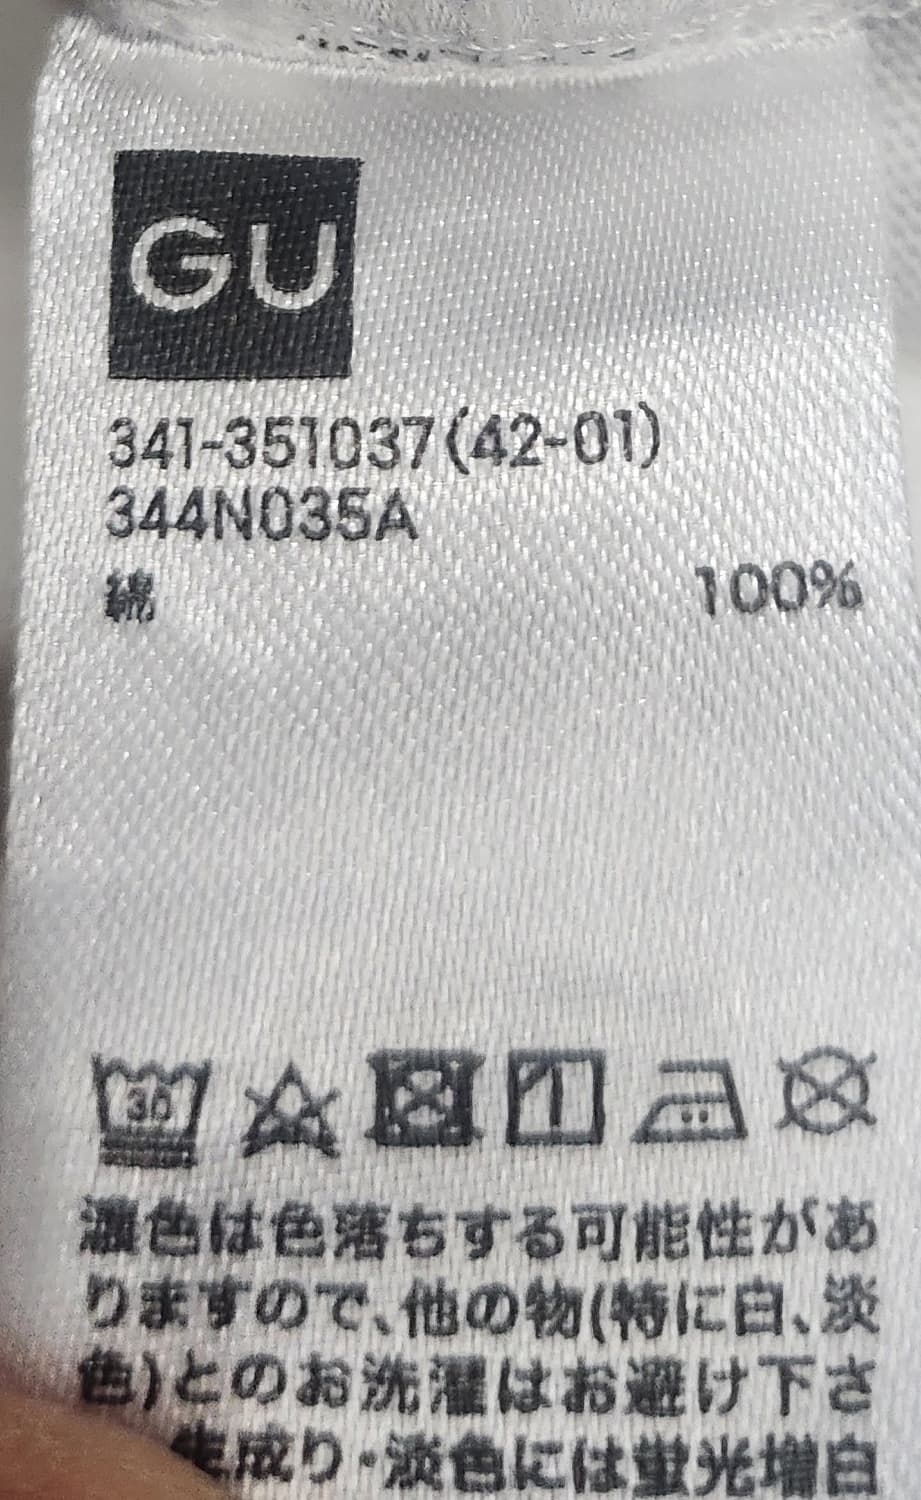 GU
341-351037(42-01)
344N035A
綿 100%
30
濃色は色落ちする可能性があ
りますので、他の物(特に白、淡
色)とのお洗濯はお避け下さ
生成り・淡色には蛍光増白